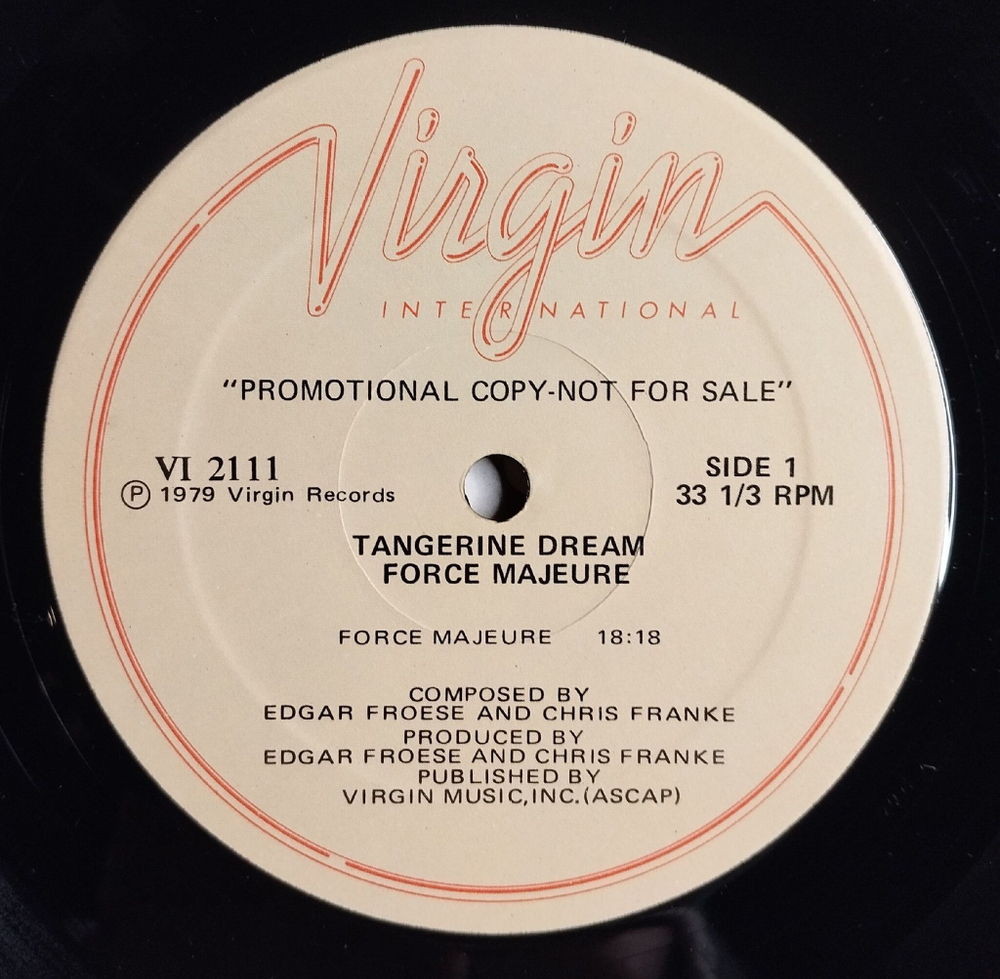 Virgin
INTERNATIONAL
"PROMOTIONAL COPY-NOT FOR SALE"
VI 2111
SIDE 1
Ⓟ 1979 Virgin Records
33 1/3 RPM
TANGERINE DREAM
FORCE MAJEURE
FORCE MAJEURE 18:18
COMPOSED BY
EDGAR FROESE AND CHRIS FRANKE
PRODUCED BY
EDGAR FROESE AND CHRIS FRANKE
PUBLISHED BY
VIRGIN MUSIC,INC.(ASCAP)